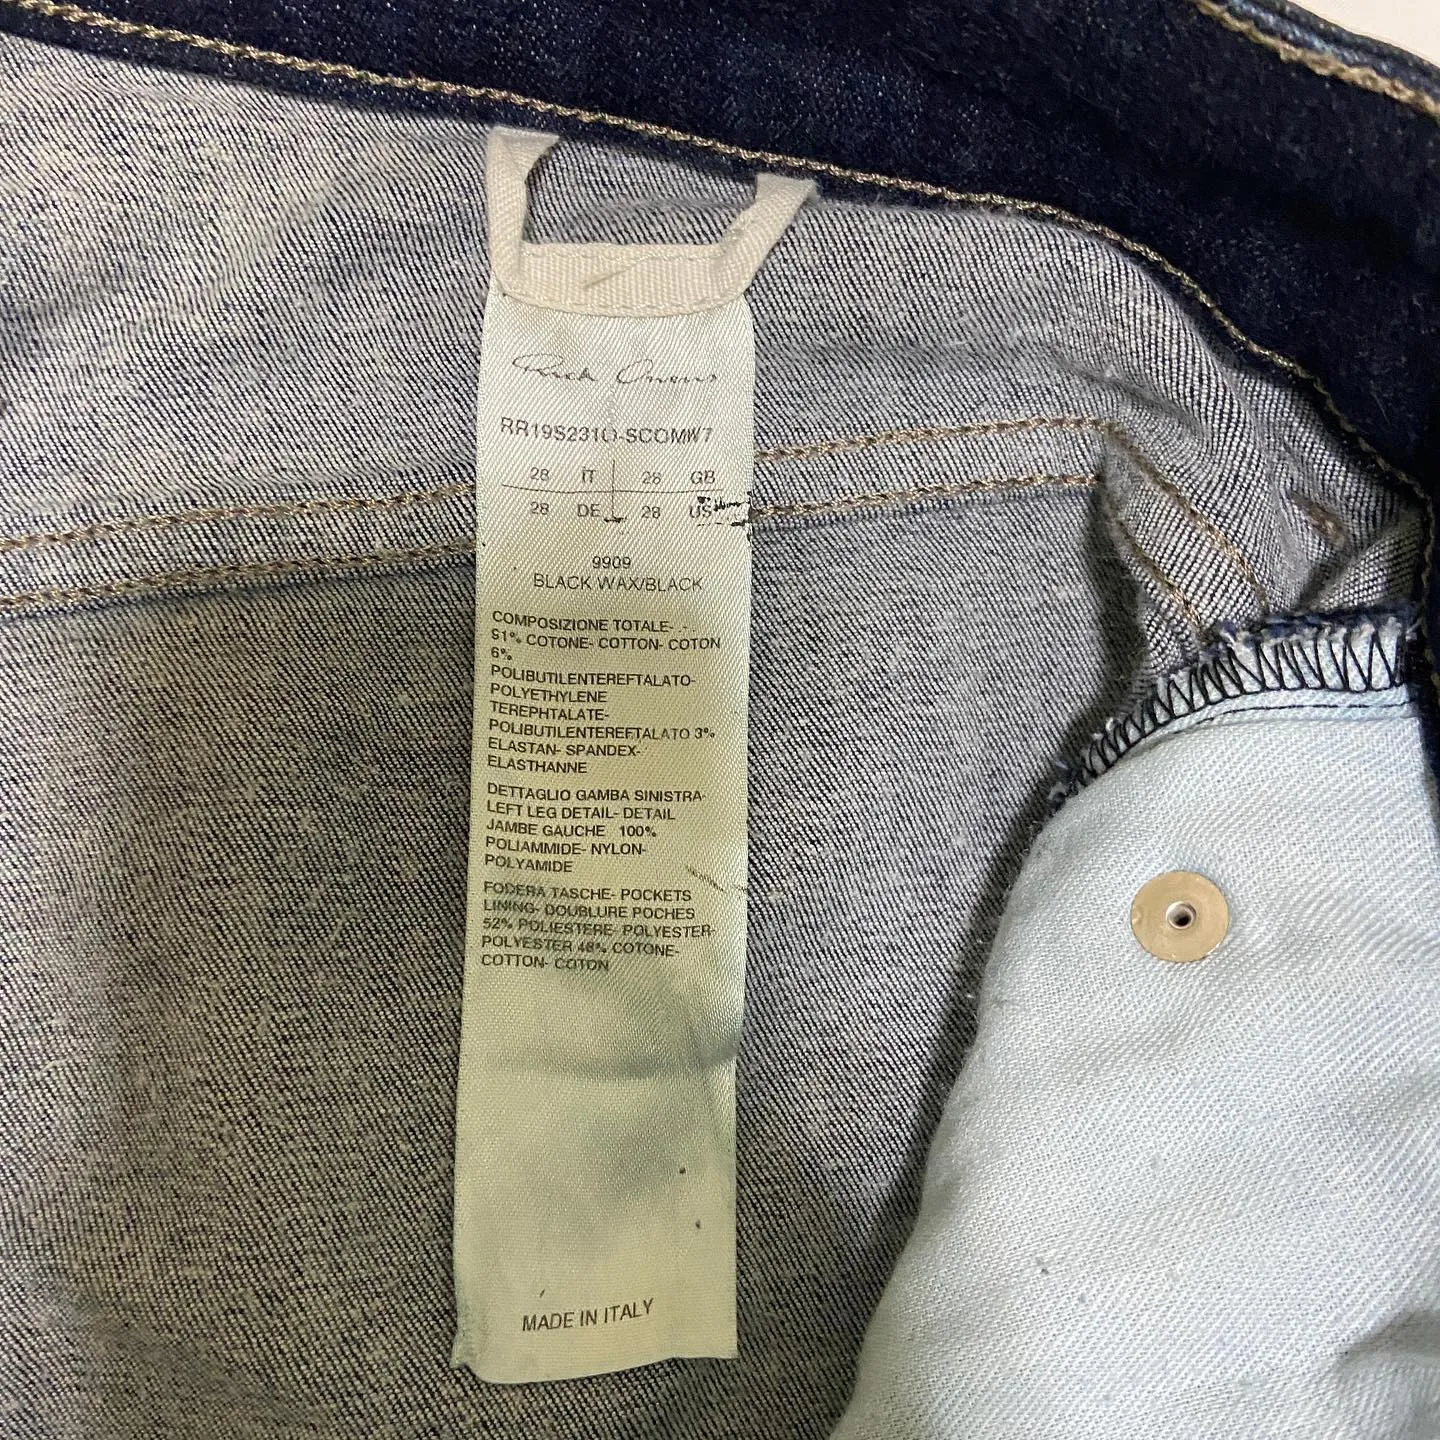 Rick Owens
RR19S2310-SCOMW7
28 IT 28 GB
28 DE 28 US
9909
BLACK WAX/BLACK
COMPOSIZIONE TOTALE- -
91% COTONE- COTTON- COTON
6%
POLIBUTILENTEREFTALATO-
POLYETHYLENE
TEREPHTALATE-
POLIBUTILENTEREFTALATO 3%
ELASTAN- SPANDEX-
ELASTHANNE
DETTAGLIO GAMBA SINISTRA-
LEFT LEG DETAIL- DETAIL
JAMBE GAUCHE 100%
POLIAMMIDE- NYLON-
POLYAMIDE
FODERA TASCHE- POCKETS
LINING- DOUBLURE POCHES
52% POLIESTERE- POLYESTER-
POLYESTER 48% COTONE-
COTTON- COTON
MADE IN ITALY